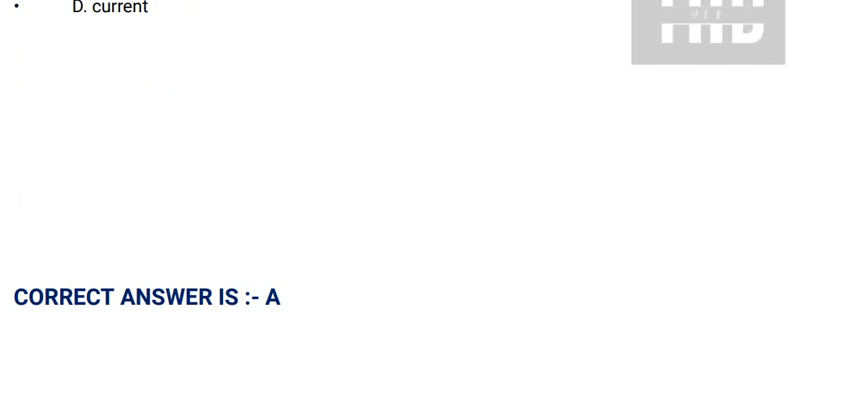 • D. current
CORRECT ANSWER IS :- A